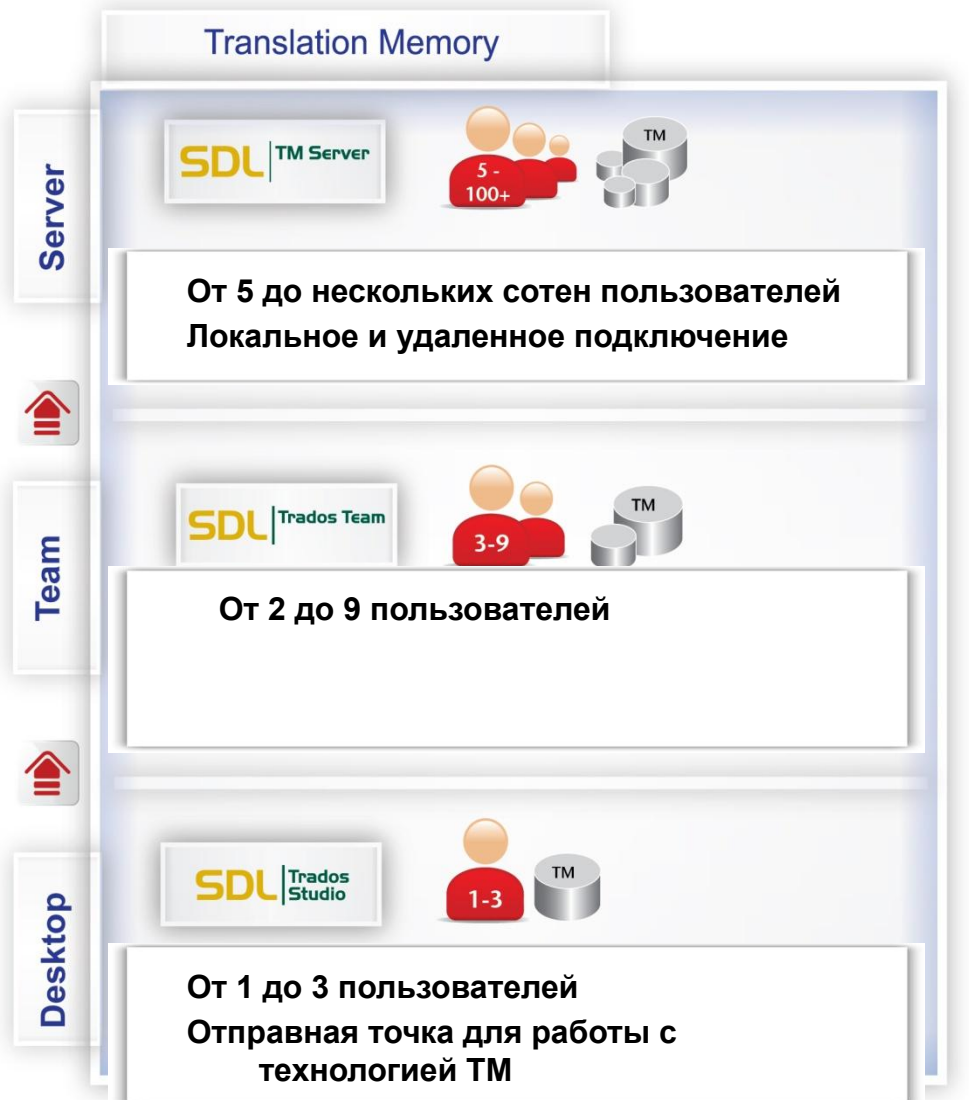 Translation Memory
Server
SDL TM Server
5 -
100+
TM
От 5 до нескольких сотен пользователей
Локальное и удаленное подключение
Team
SDL Trados Team
3-9
TM
От 2 до 9 пользователей
Desktop
SDL Trados
Studio
1-3
TM
От 1 до 3 пользователей
Отправная точка для работы с
технологией ТМ